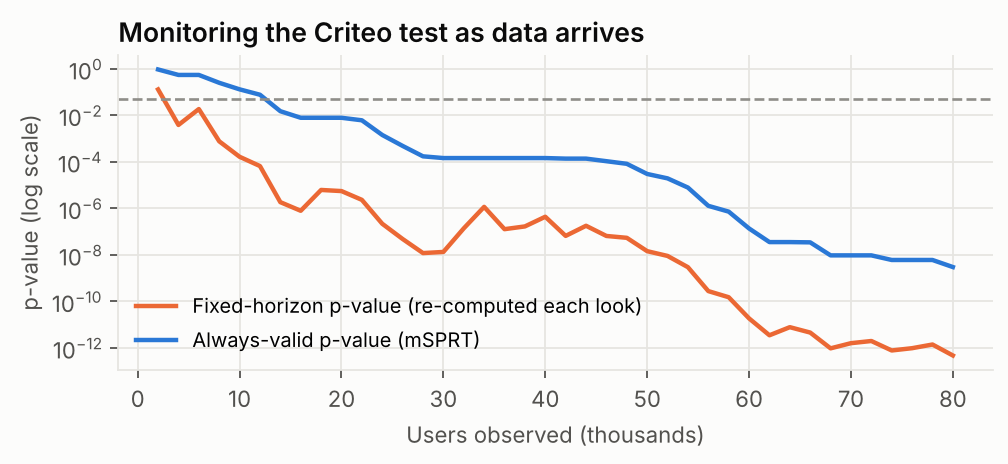 Monitoring the Criteo test as data arrives
p-value (log scale)
10⁰
10⁻²
10⁻⁴
10⁻⁶
10⁻⁸
10⁻¹⁰
10⁻¹²
Fixed-horizon p-value (re-computed each look)
Always-valid p-value (mSPRT)
0 10 20 30 40 50 60 70 80
Users observed (thousands)